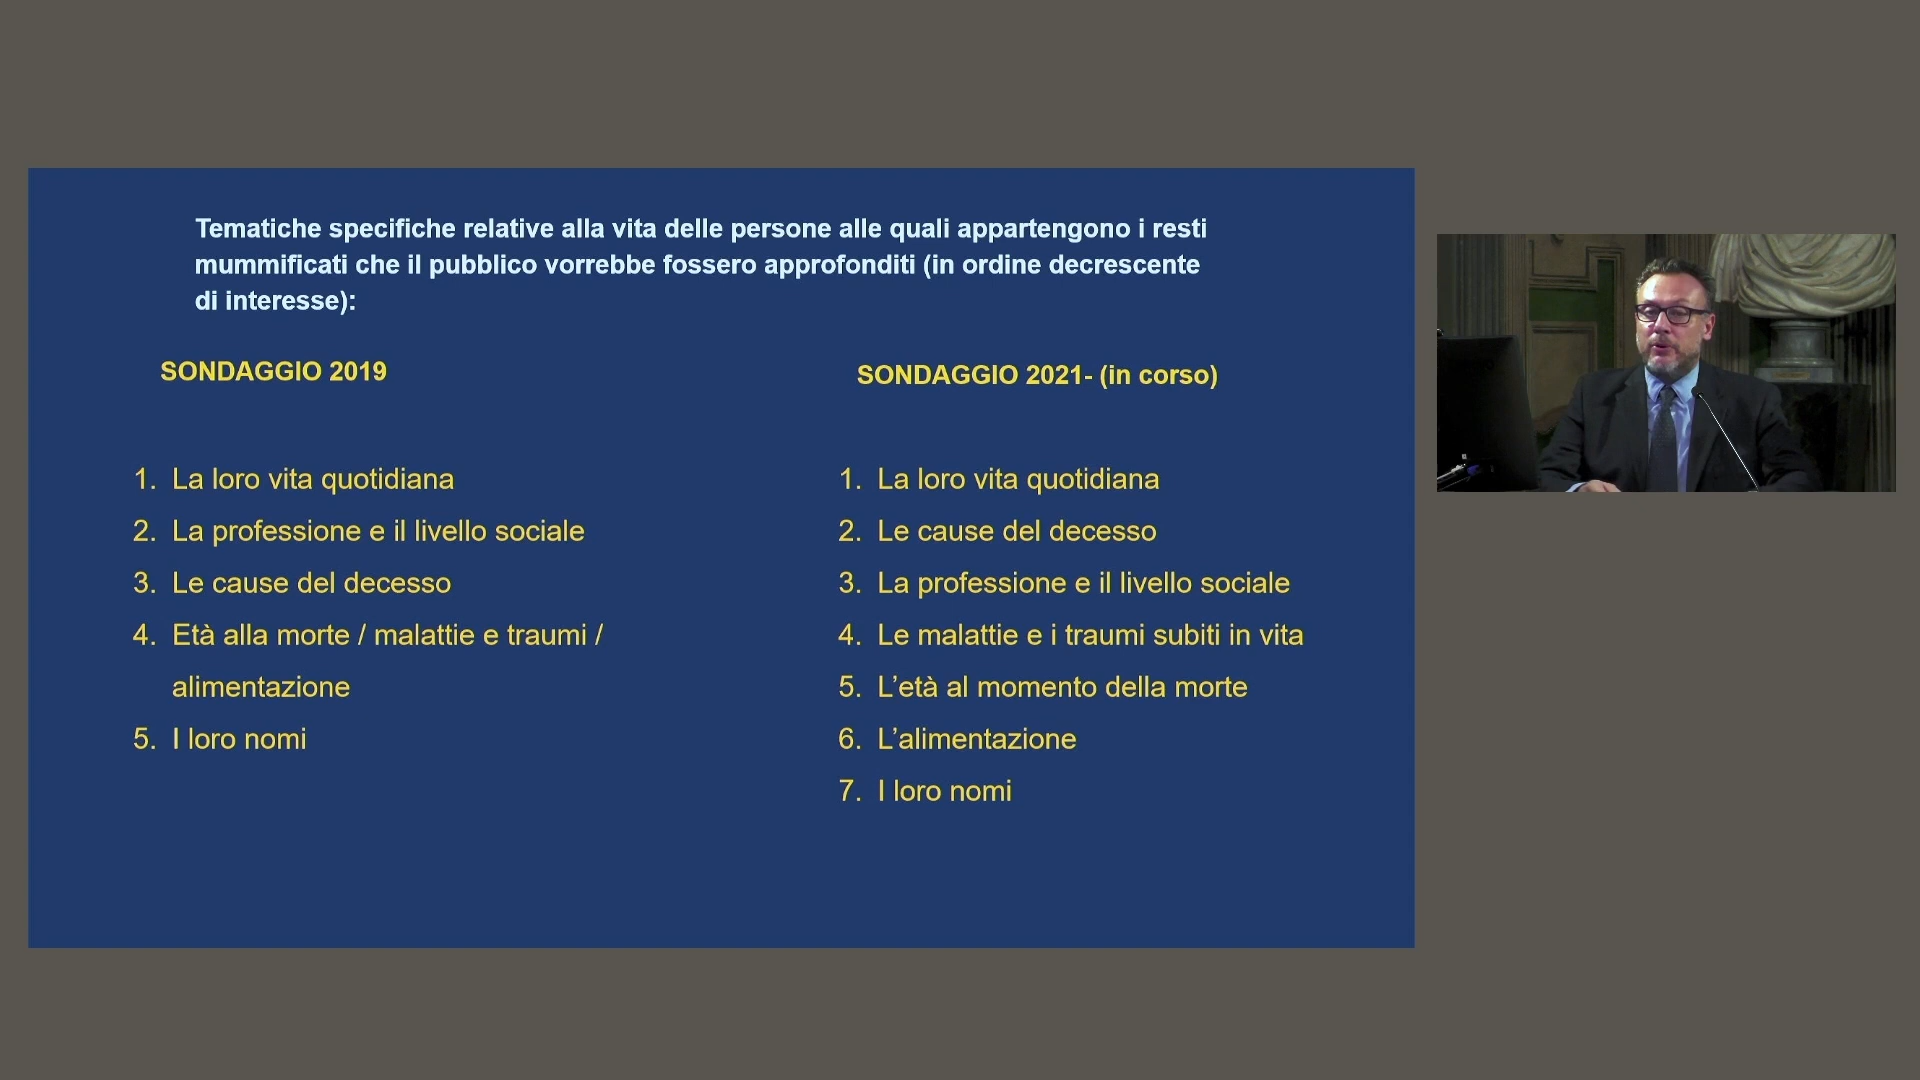 Tematiche specifiche relative alla vita delle persone alle quali appartengono i resti
mummificati che il pubblico vorrebbe fossero approfonditi (in ordine decrescente
di interesse):
SONDAGGIO 2019
1. La loro vita quotidiana
2. La professione e il livello sociale
3. Le cause del decesso
4. Età alla morte / malattie e traumi /
alimentazione
5. I loro nomi
SONDAGGIO 2021- (in corso)
1. La loro vita quotidiana
2. Le cause del decesso
3. La professione e il livello sociale
4. Le malattie e i traumi subiti in vita
5. L’età al momento della morte
6. L’alimentazione
7. I loro nomi